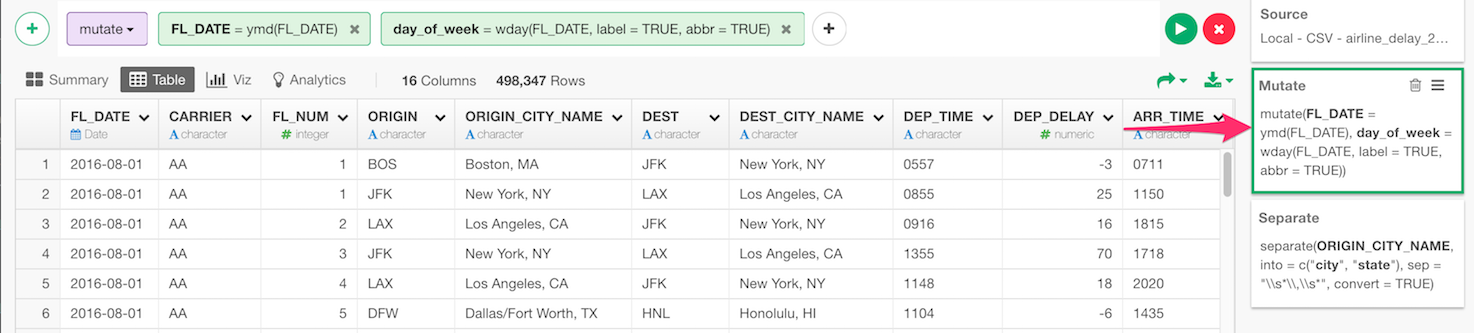 mutate FL_DATE = ymd(FL_DATE) day_of_week = wday(FL_DATE, label = TRUE, abbr = TRUE)
Summary Table Viz Analytics 16 Columns 498,347 Rows
FL_DATE CARRIER FL_NUM ORIGIN ORIGIN_CITY_NAME DEST DEST_CITY_NAME DEP_TIME DEP_DELAY ARR_TIME
Date character integer character character character character character numeric character
1 2016-08-01 AA 1 BOS Boston, MA JFK New York, NY 0557 -3 0711
2 2016-08-01 AA 1 JFK New York, NY LAX Los Angeles, CA 0855 25 1150
3 2016-08-01 AA 2 LAX Los Angeles, CA JFK New York, NY 0916 16 1815
4 2016-08-01 AA 3 JFK New York, NY LAX Los Angeles, CA 1355 70 1718
5 2016-08-01 AA 4 LAX Los Angeles, CA JFK New York, NY 1148 18 2020
6 2016-08-01 AA 5 DFW Dallas/Fort Worth, TX HNL Honolulu, HI 1104 -6 1435
Source
Local - CSV - airline_delay_2...
Mutate
mutate(FL_DATE =
ymd(FL_DATE), day_of_week =
wday(FL_DATE, label = TRUE,
abbr = TRUE))
Separate
separate(ORIGIN_CITY_NAME,
into = c("city", "state"), sep =
"\\s*\\,\\s*", convert = TRUE)